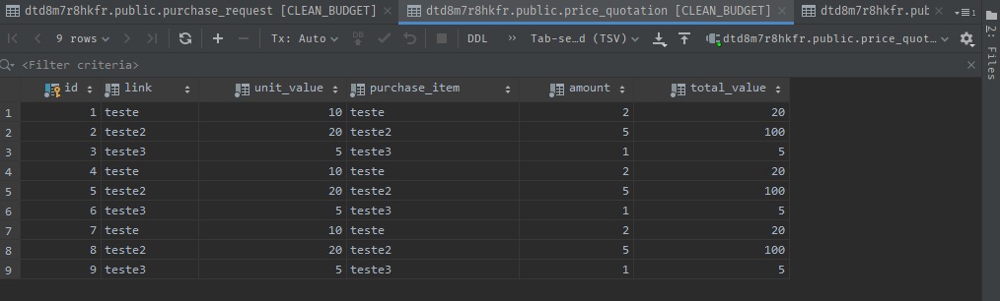 dtd8m7r8hkfr.public.purchase_request [CLEAN_BUDGET] dtd8m7r8hkfr.public.price_quotation [CLEAN_BUDGET] dtd8m7r8hkfr.pub
9 rows Tx: Auto DB DDL Tab-se…d (TSV) dtd8m7r8hkfr.public.price_quot…
<Filter criteria>
id link unit_value purchase_item amount total_value
1 1 teste 10 teste 2 20
2 2 teste2 20 teste2 5 100
3 3 teste3 5 teste3 1 5
4 4 teste 10 teste 2 20
5 5 teste2 20 teste2 5 100
6 6 teste3 5 teste3 1 5
7 7 teste 10 teste 2 20
8 8 teste2 20 teste2 5 100
9 9 teste3 5 teste3 1 5
1
2: Files